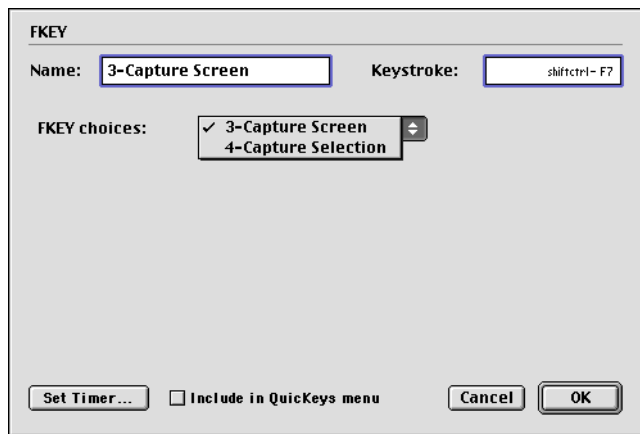 FKEY
Name: 3-Capture Screen Keystroke: shiftctrl- F7
FKEY choices: ✓ 3-Capture Screen
4-Capture Selection
Set Timer... Include in QuicKeys menu Cancel OK